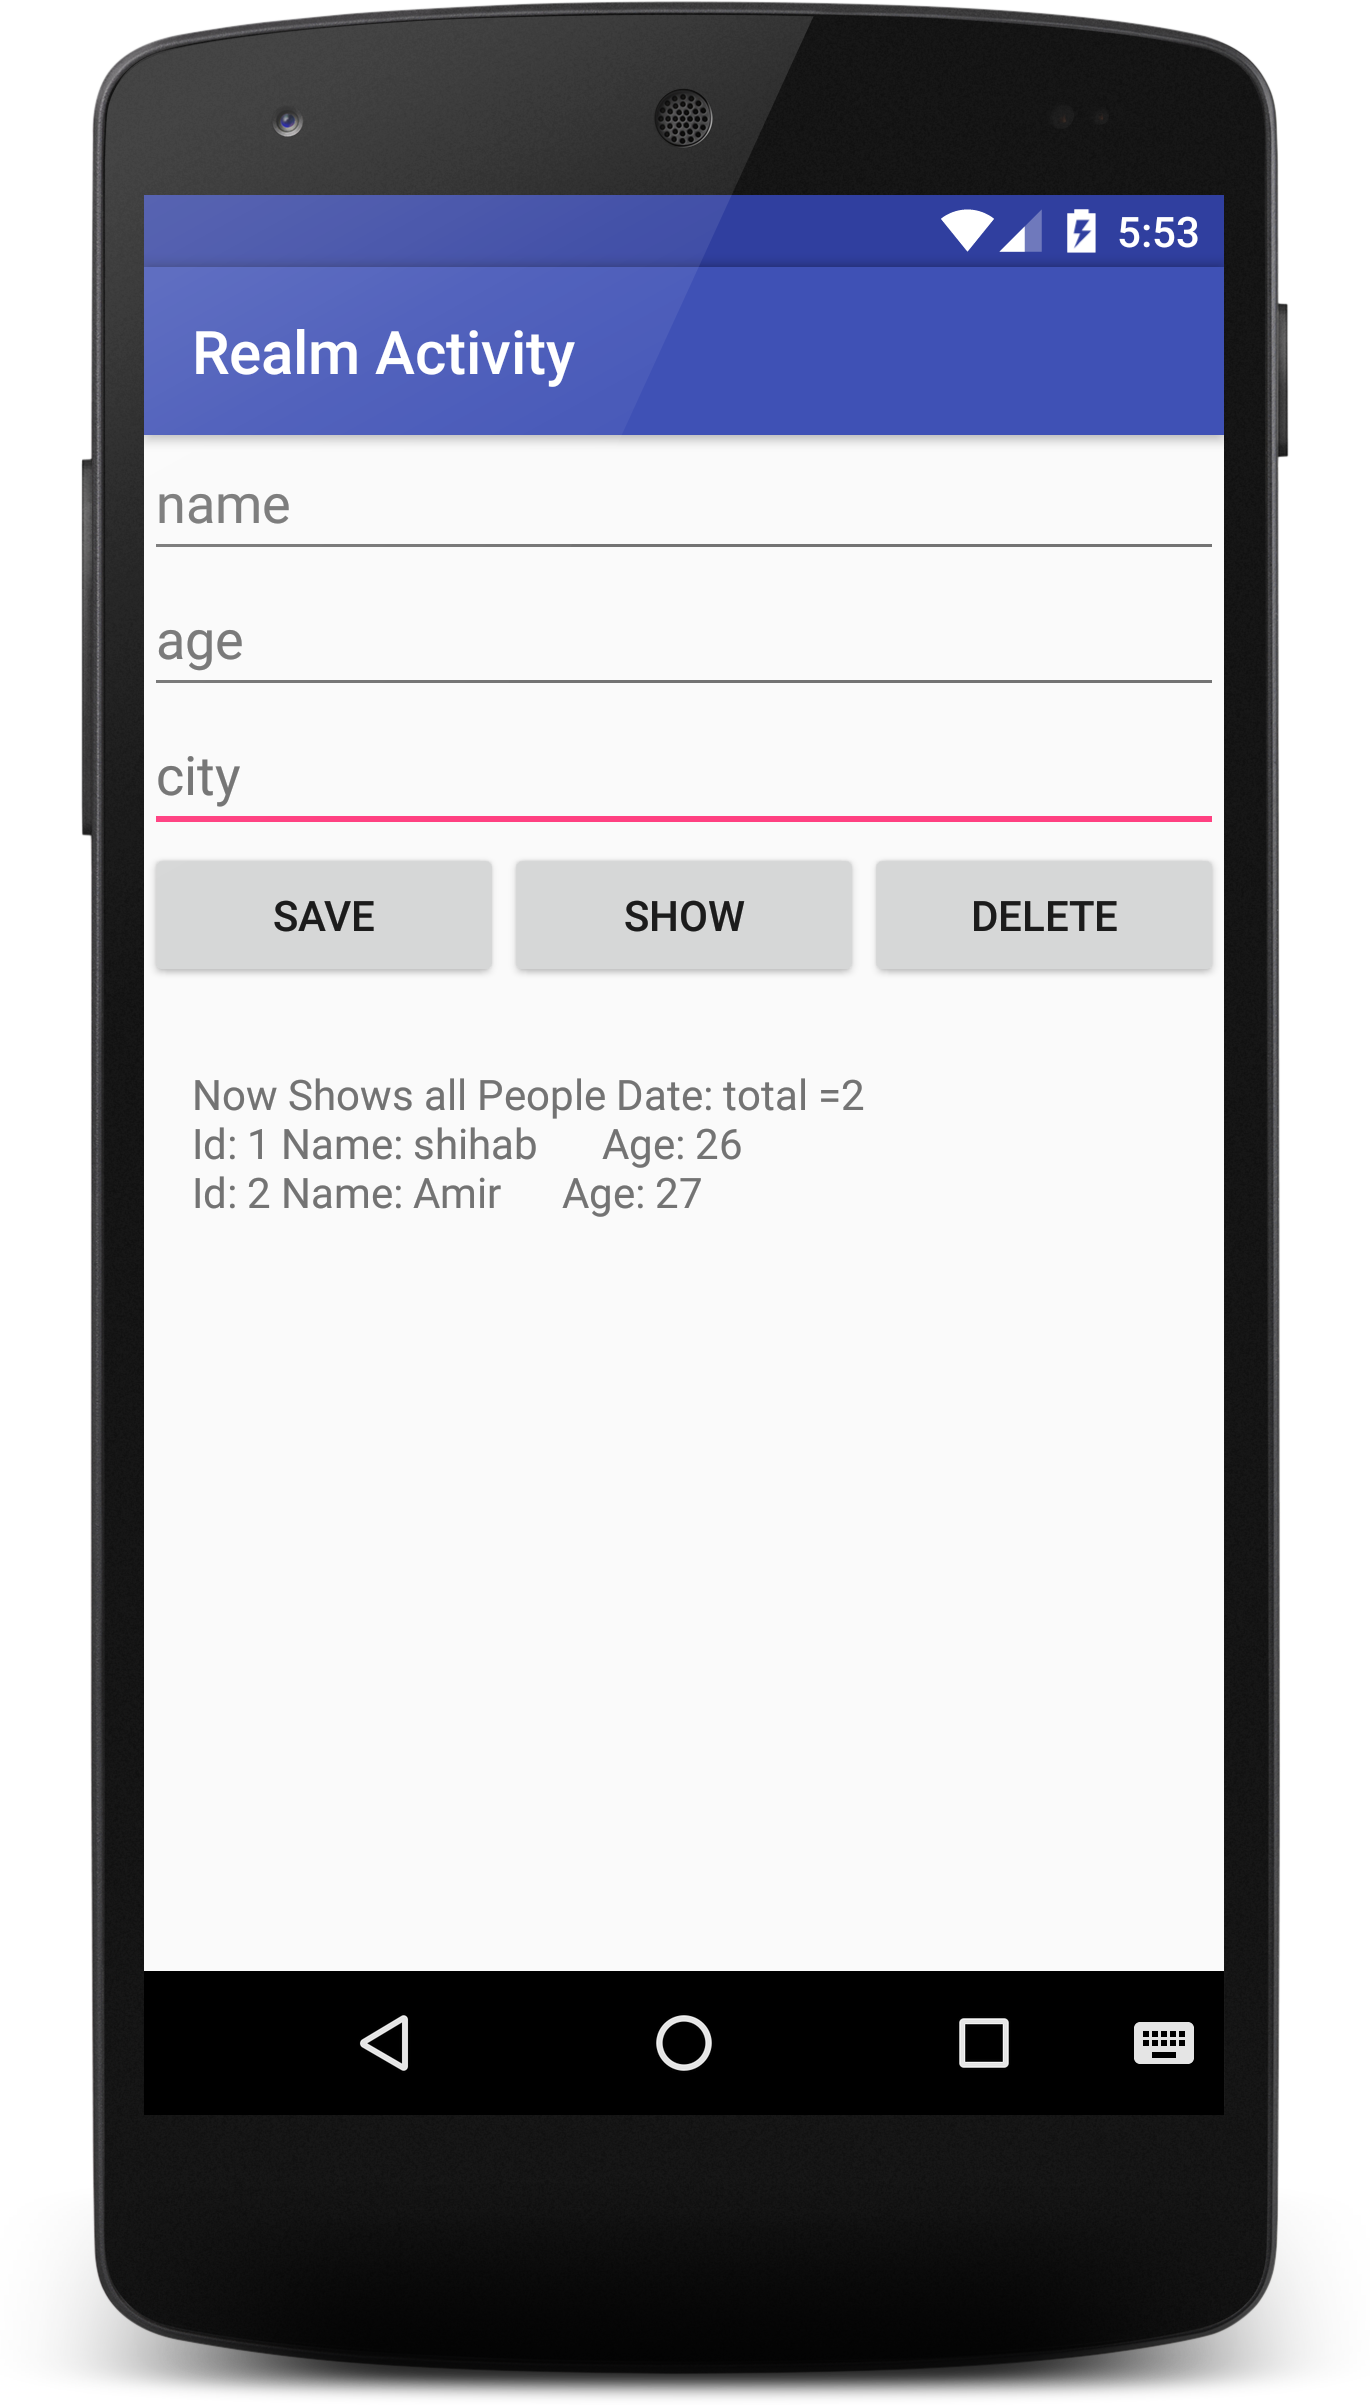 5:53
Realm Activity
name
age
city
SAVE SHOW DELETE
Now Shows all People Date: total =2
Id: 1 Name: shihab Age: 26
Id: 2 Name: Amir Age: 27